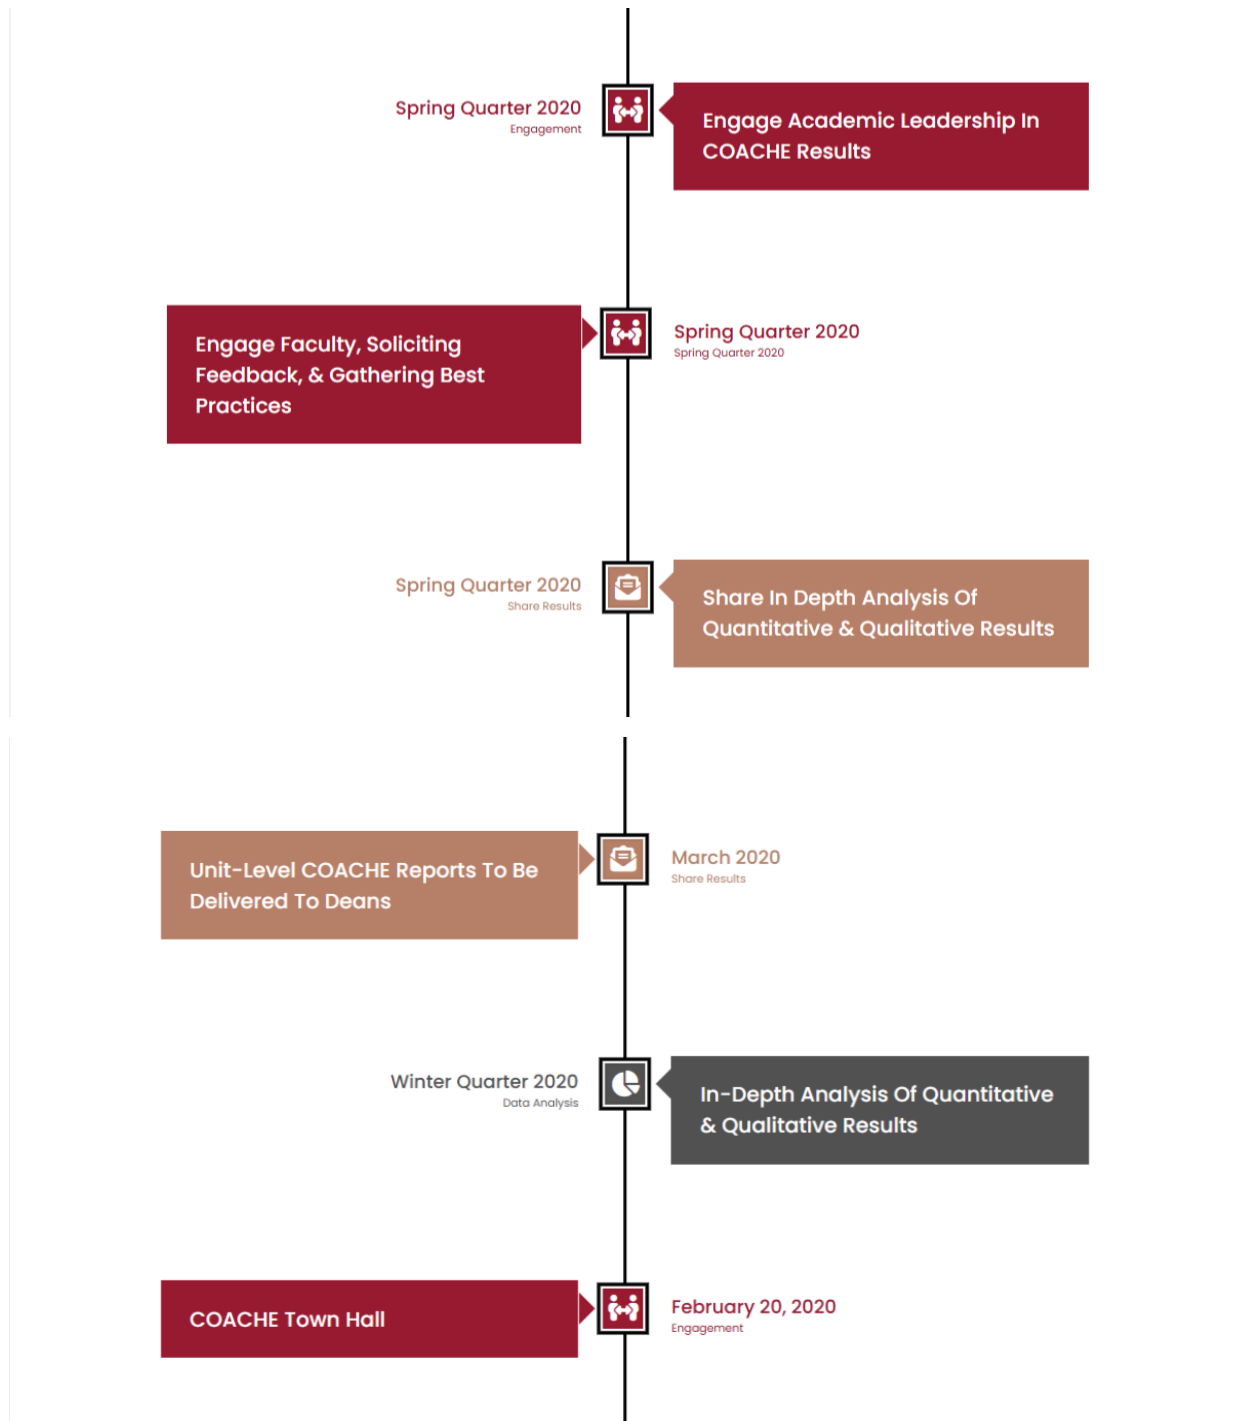 Spring Quarter 2020
Engagement
Engage Academic Leadership In
COACHE Results
Engage Faculty, Soliciting
Feedback, & Gathering Best
Practices
Spring Quarter 2020
Spring Quarter 2020
Spring Quarter 2020
Share Results
Share In Depth Analysis Of
Quantitative & Qualitative Results
Unit-Level COACHE Reports To Be
Delivered To Deans
March 2020
Share Results
Winter Quarter 2020
Data Analysis
In-Depth Analysis Of Quantitative
& Qualitative Results
COACHE Town Hall
February 20, 2020
Engagement